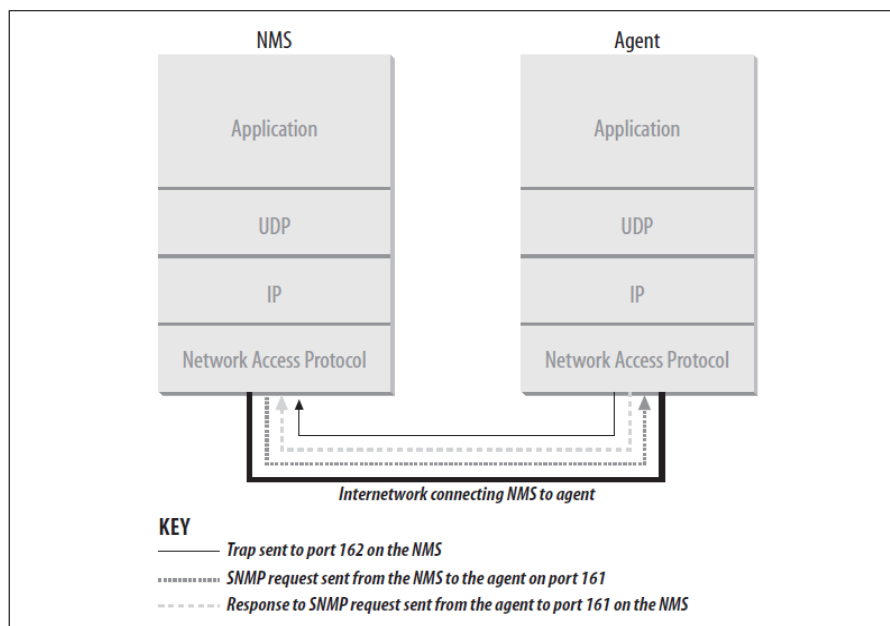 NMS
Agent
Application
Application
UDP
UDP
IP
IP
Network Access Protocol
Network Access Protocol
Internetwork connecting NMS to agent
KEY
Trap sent to port 162 on the NMS
SNMP request sent from the NMS to the agent on port 161
Response to SNMP request sent from the agent to port 161 on the NMS